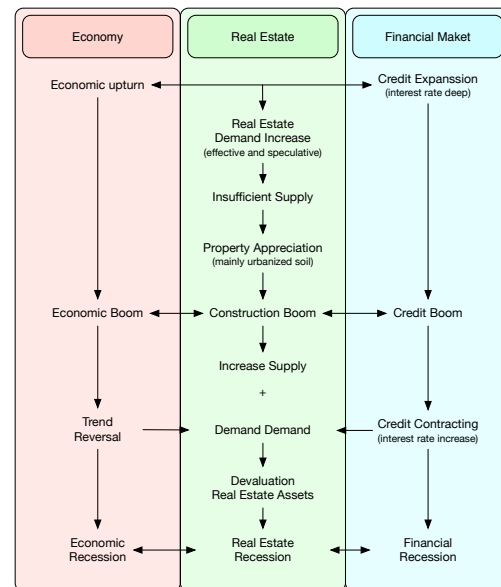 Economy
Real Estate
Financial Maket
Economic upturn
Credit Expanssion
(interest rate deep)
Real Estate
Demand Increase
(effective and speculative)
Insufficient Supply
Property Appreciation
(mainly urbanized soil)
Economic Boom
Construction Boom
Credit Boom
Increase Supply
+
Trend
Reversal
Demand Demand
Credit Contracting
(interest rate increase)
Devaluation
Real Estate Assets
Economic
Recession
Real Estate
Recession
Financial
Recession